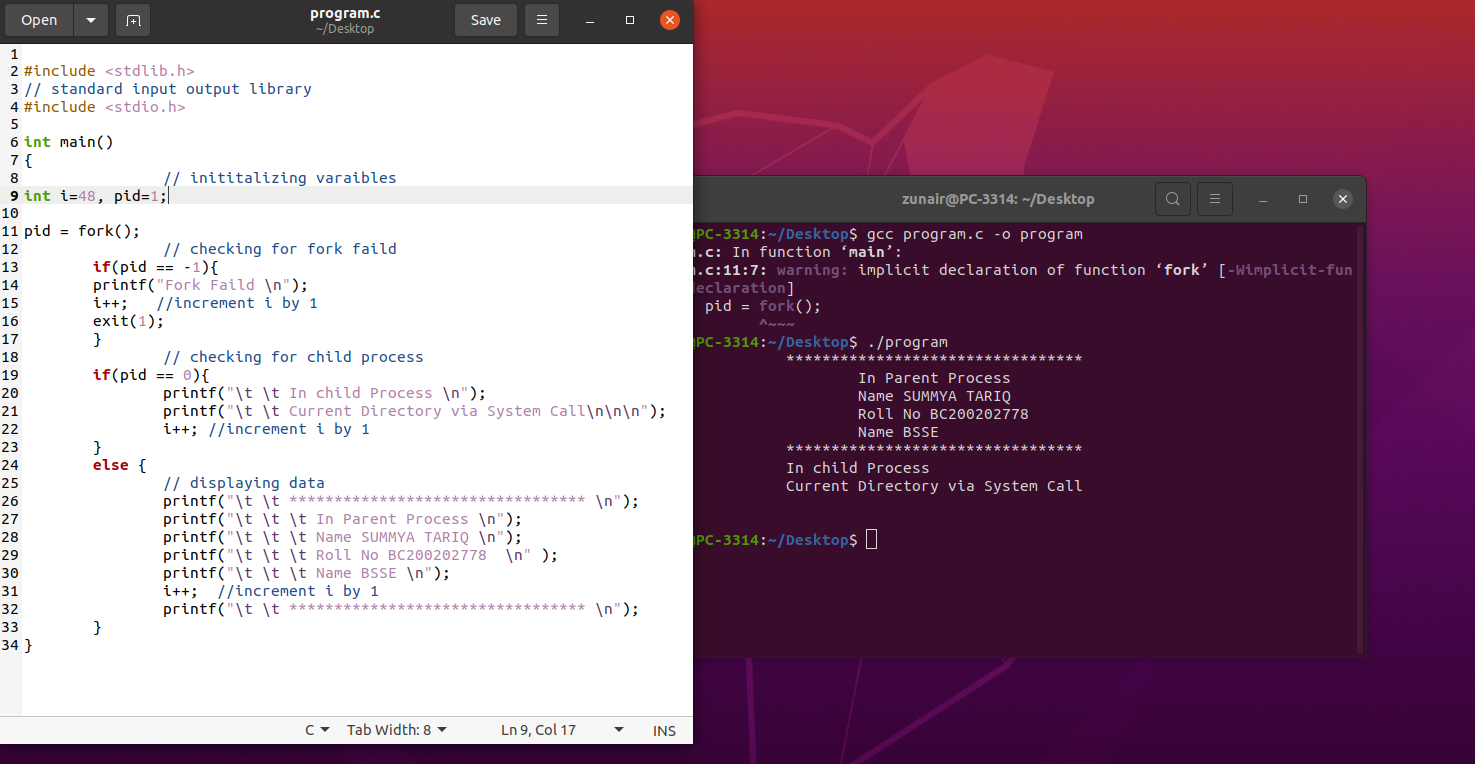 Open
program.c
~/Desktop
Save
1
2 #include <stdlib.h>
3 // standard input output library
4 #include <stdio.h>
5
6 int main()
7 {
8 // inititalizing varaibles
9 int i=48, pid=1;
10
11 pid = fork();
12 // checking for fork faild
13 if(pid == -1){
14 printf("Fork Faild \n");
15 i++; //increment i by 1
16 exit(1);
17 }
18 // checking for child process
19 if(pid == 0){
20 printf("\t \t In child Process \n");
21 printf("\t \t Current Directory via System Call\n\n\n");
22 i++; //increment i by 1
23 }
24 else {
25 // displaying data
26 printf("\t \t ********************************* \n");
27 printf("\t \t \t In Parent Process \n");
28 printf("\t \t \t Name SUMMYA TARIQ \n");
29 printf("\t \t \t Roll No BC200202778  \n" );
30 printf("\t \t \t Name BSSE \n");
31 i++;  //increment i by 1
32 printf("\t \t ********************************* \n");
33 }
34 }
C
Tab Width: 8
Ln 9, Col 17
INS
zunair@PC-3314: ~/Desktop
PC-3314:~/Desktop$ gcc program.c -o program
.c: In function ‘main’:
.c:11:7: warning: implicit declaration of function ‘fork’ [-Wimplicit-fun
eclaration]
pid = fork();
^~~~
PC-3314:~/Desktop$ ./program
*********************************
In Parent Process
Name SUMMYA TARIQ
Roll No BC200202778
Name BSSE
*********************************
In child Process
Current Directory via System Call
PC-3314:~/Desktop$